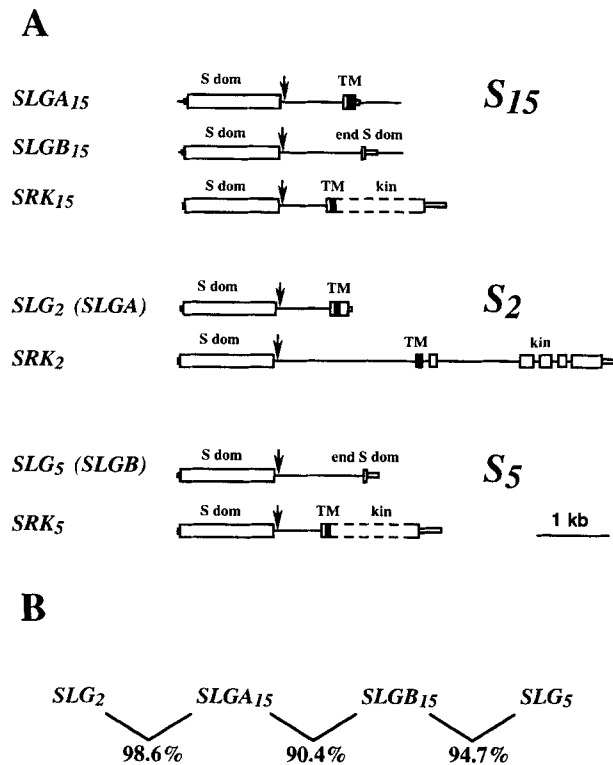 A
S dom TM
SLGA15 S15
S dom end S dom
SLGB15
S dom TM kin
SRK15
S dom TM
SLG2 (SLGA) S2
S dom TM kin
SRK2
S dom end S dom
SLG5 (SLGB) S5
S dom TM kin
SRK5
1 kb
B
SLG2 SLGA15 SLGB15 SLG5
98.6% 90.4% 94.7%